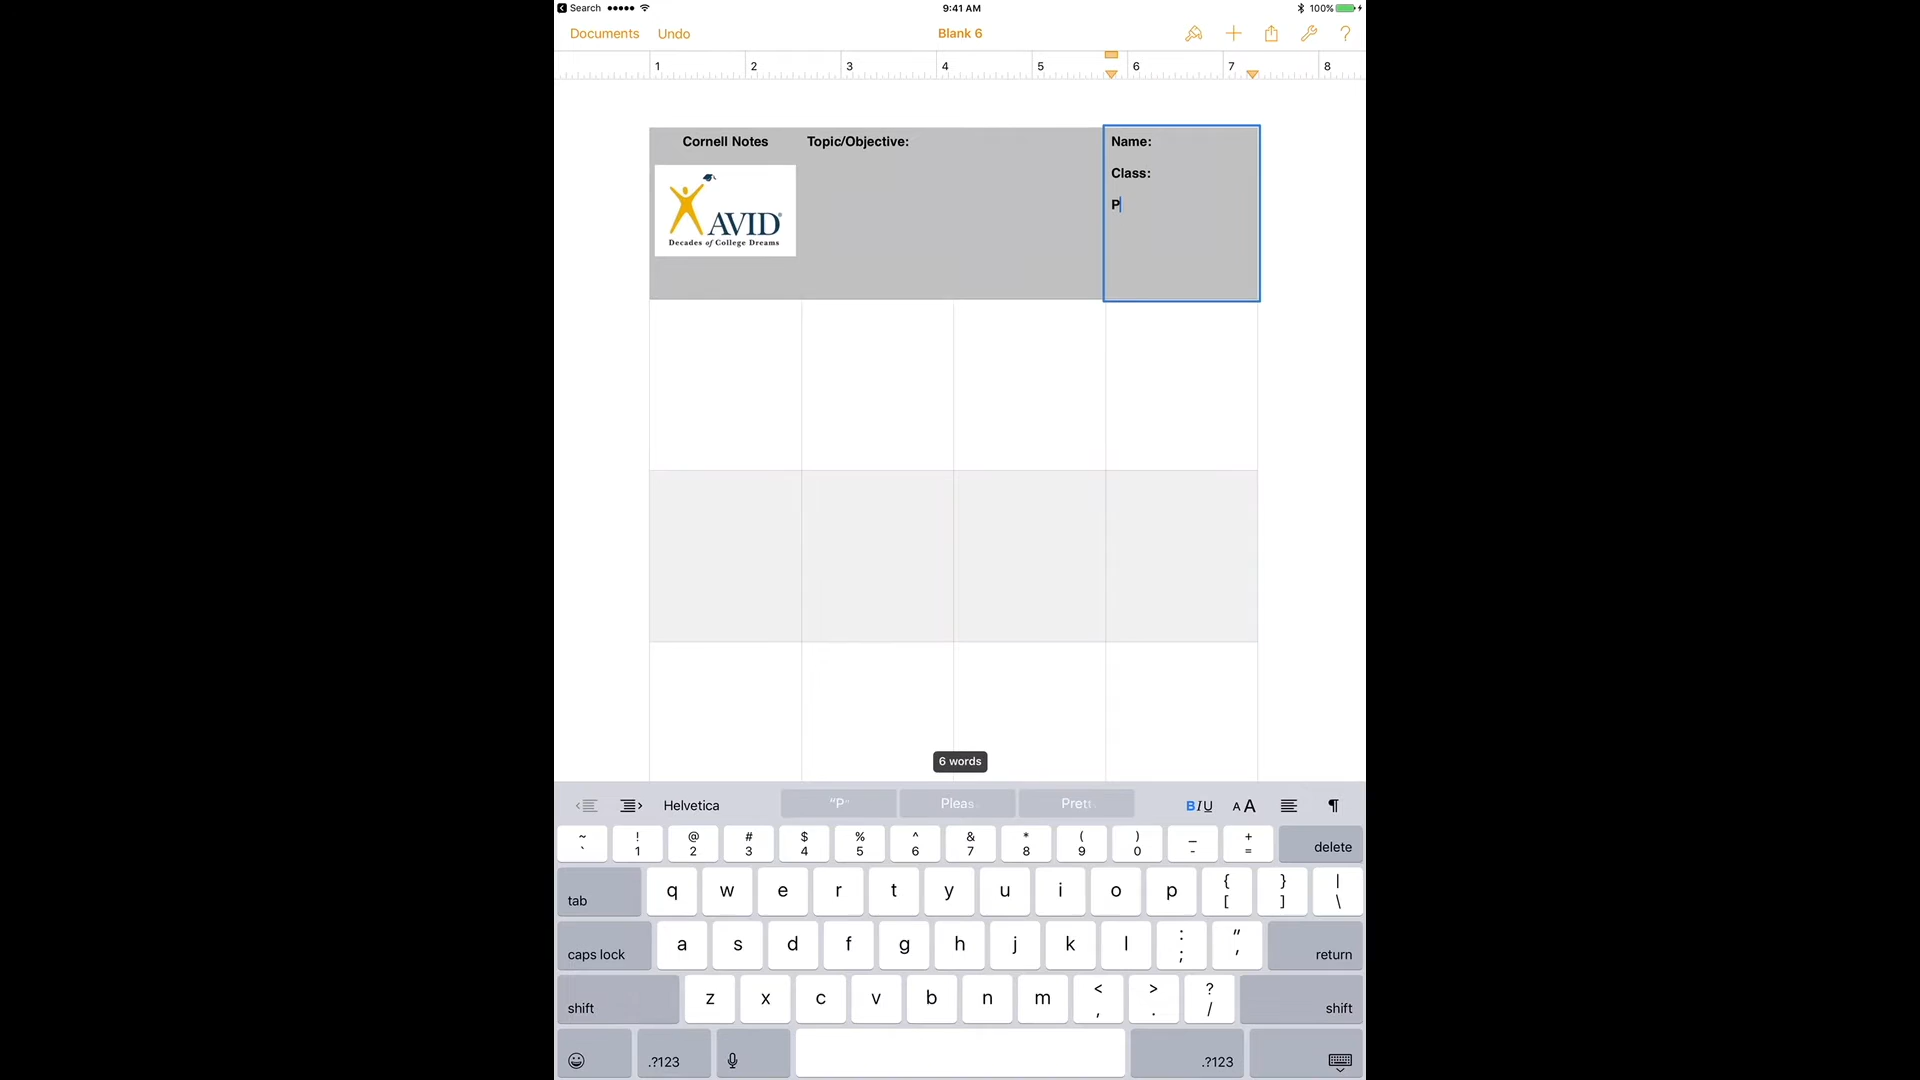 Search 9:41 AM 100%
Documents Undo Blank 6 ?
1 2 3 4 5 6 7 8
Cornell Notes Topic/Objective: Name:
Class:
P
AVID®
Decades of College Dreams
6 words
Helvetica "P" Pleas Prett BIU AA ¶
~ ! @ # $ % ^ & * ( ) _ +
` 1 2 3 4 5 6 7 8 9 0 - = delete
tab q w e r t y u i o p { [ } ] | \
caps lock a s d f g h j k l : ; " ' return
shift z x c v b n m < , > . ? / shift
.?123 .?123